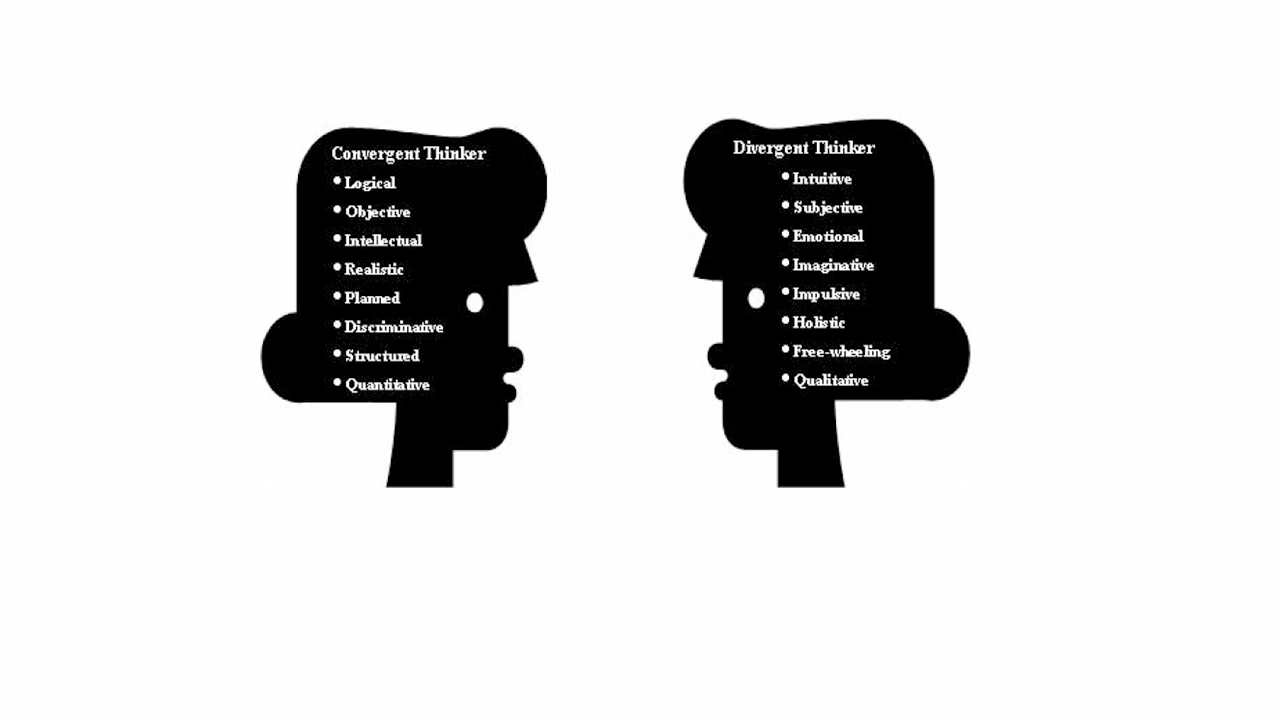 Convergent Thinker
• Logical
• Objective
• Intellectual
• Realistic
• Planned
• Discriminative
• Structured
• Quantitative
Divergent Thinker
• Intuitive
• Subjective
• Emotional
• Imaginative
• Impulsive
• Holistic
• Free-wheeling
• Qualitative